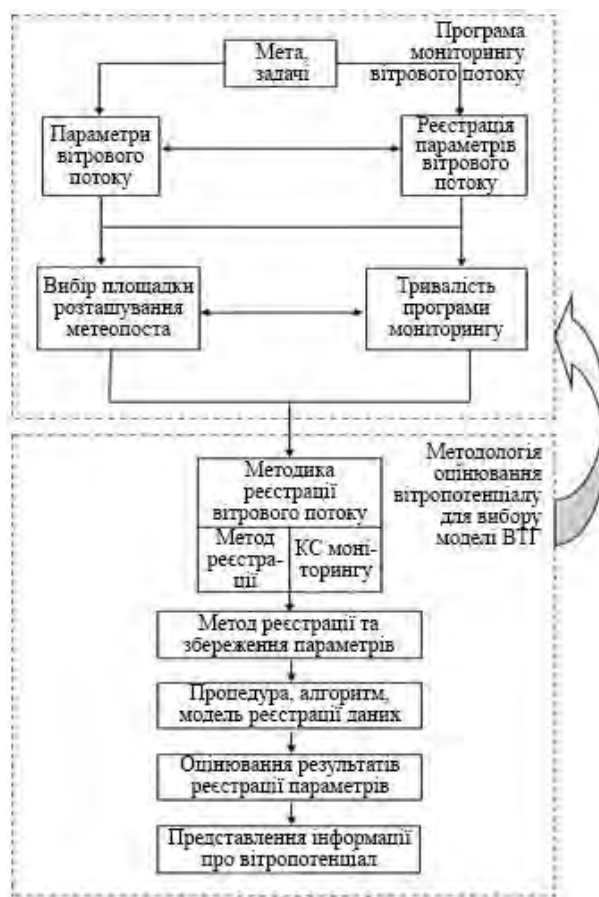 Програма
моніторингу
вітрового потоку
Мета,
задачі
Параметри
вітрового
потоку
Реєстрація
параметрів
вітрового
потоку
Вибір площадки
розташування
метеопоста
Тривалість
програми
моніторингу
Методологія
оцінювання
вітропотенціалу
для вибору
моделі ВТГ
Методика
реєстрації
вітрового потоку
Метод
реєстра-
ції
КС моні-
торингу
Метод реєстрації та
збереження параметрів
Процедура, алгоритм,
модель реєстрації даних
Оцінювання результатів
реєстрації параметрів
Представлення інформації
про вітропотенціал